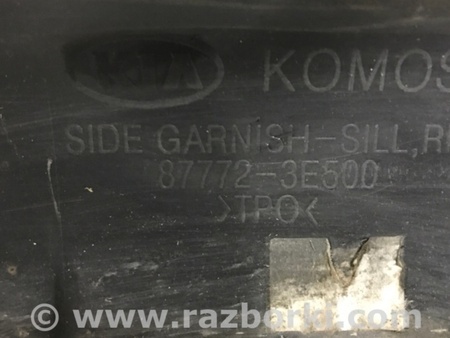 KOMOS
SIDE GARNISH-SILL,R
87772-3E500
>TPO<
© www.razborka.com